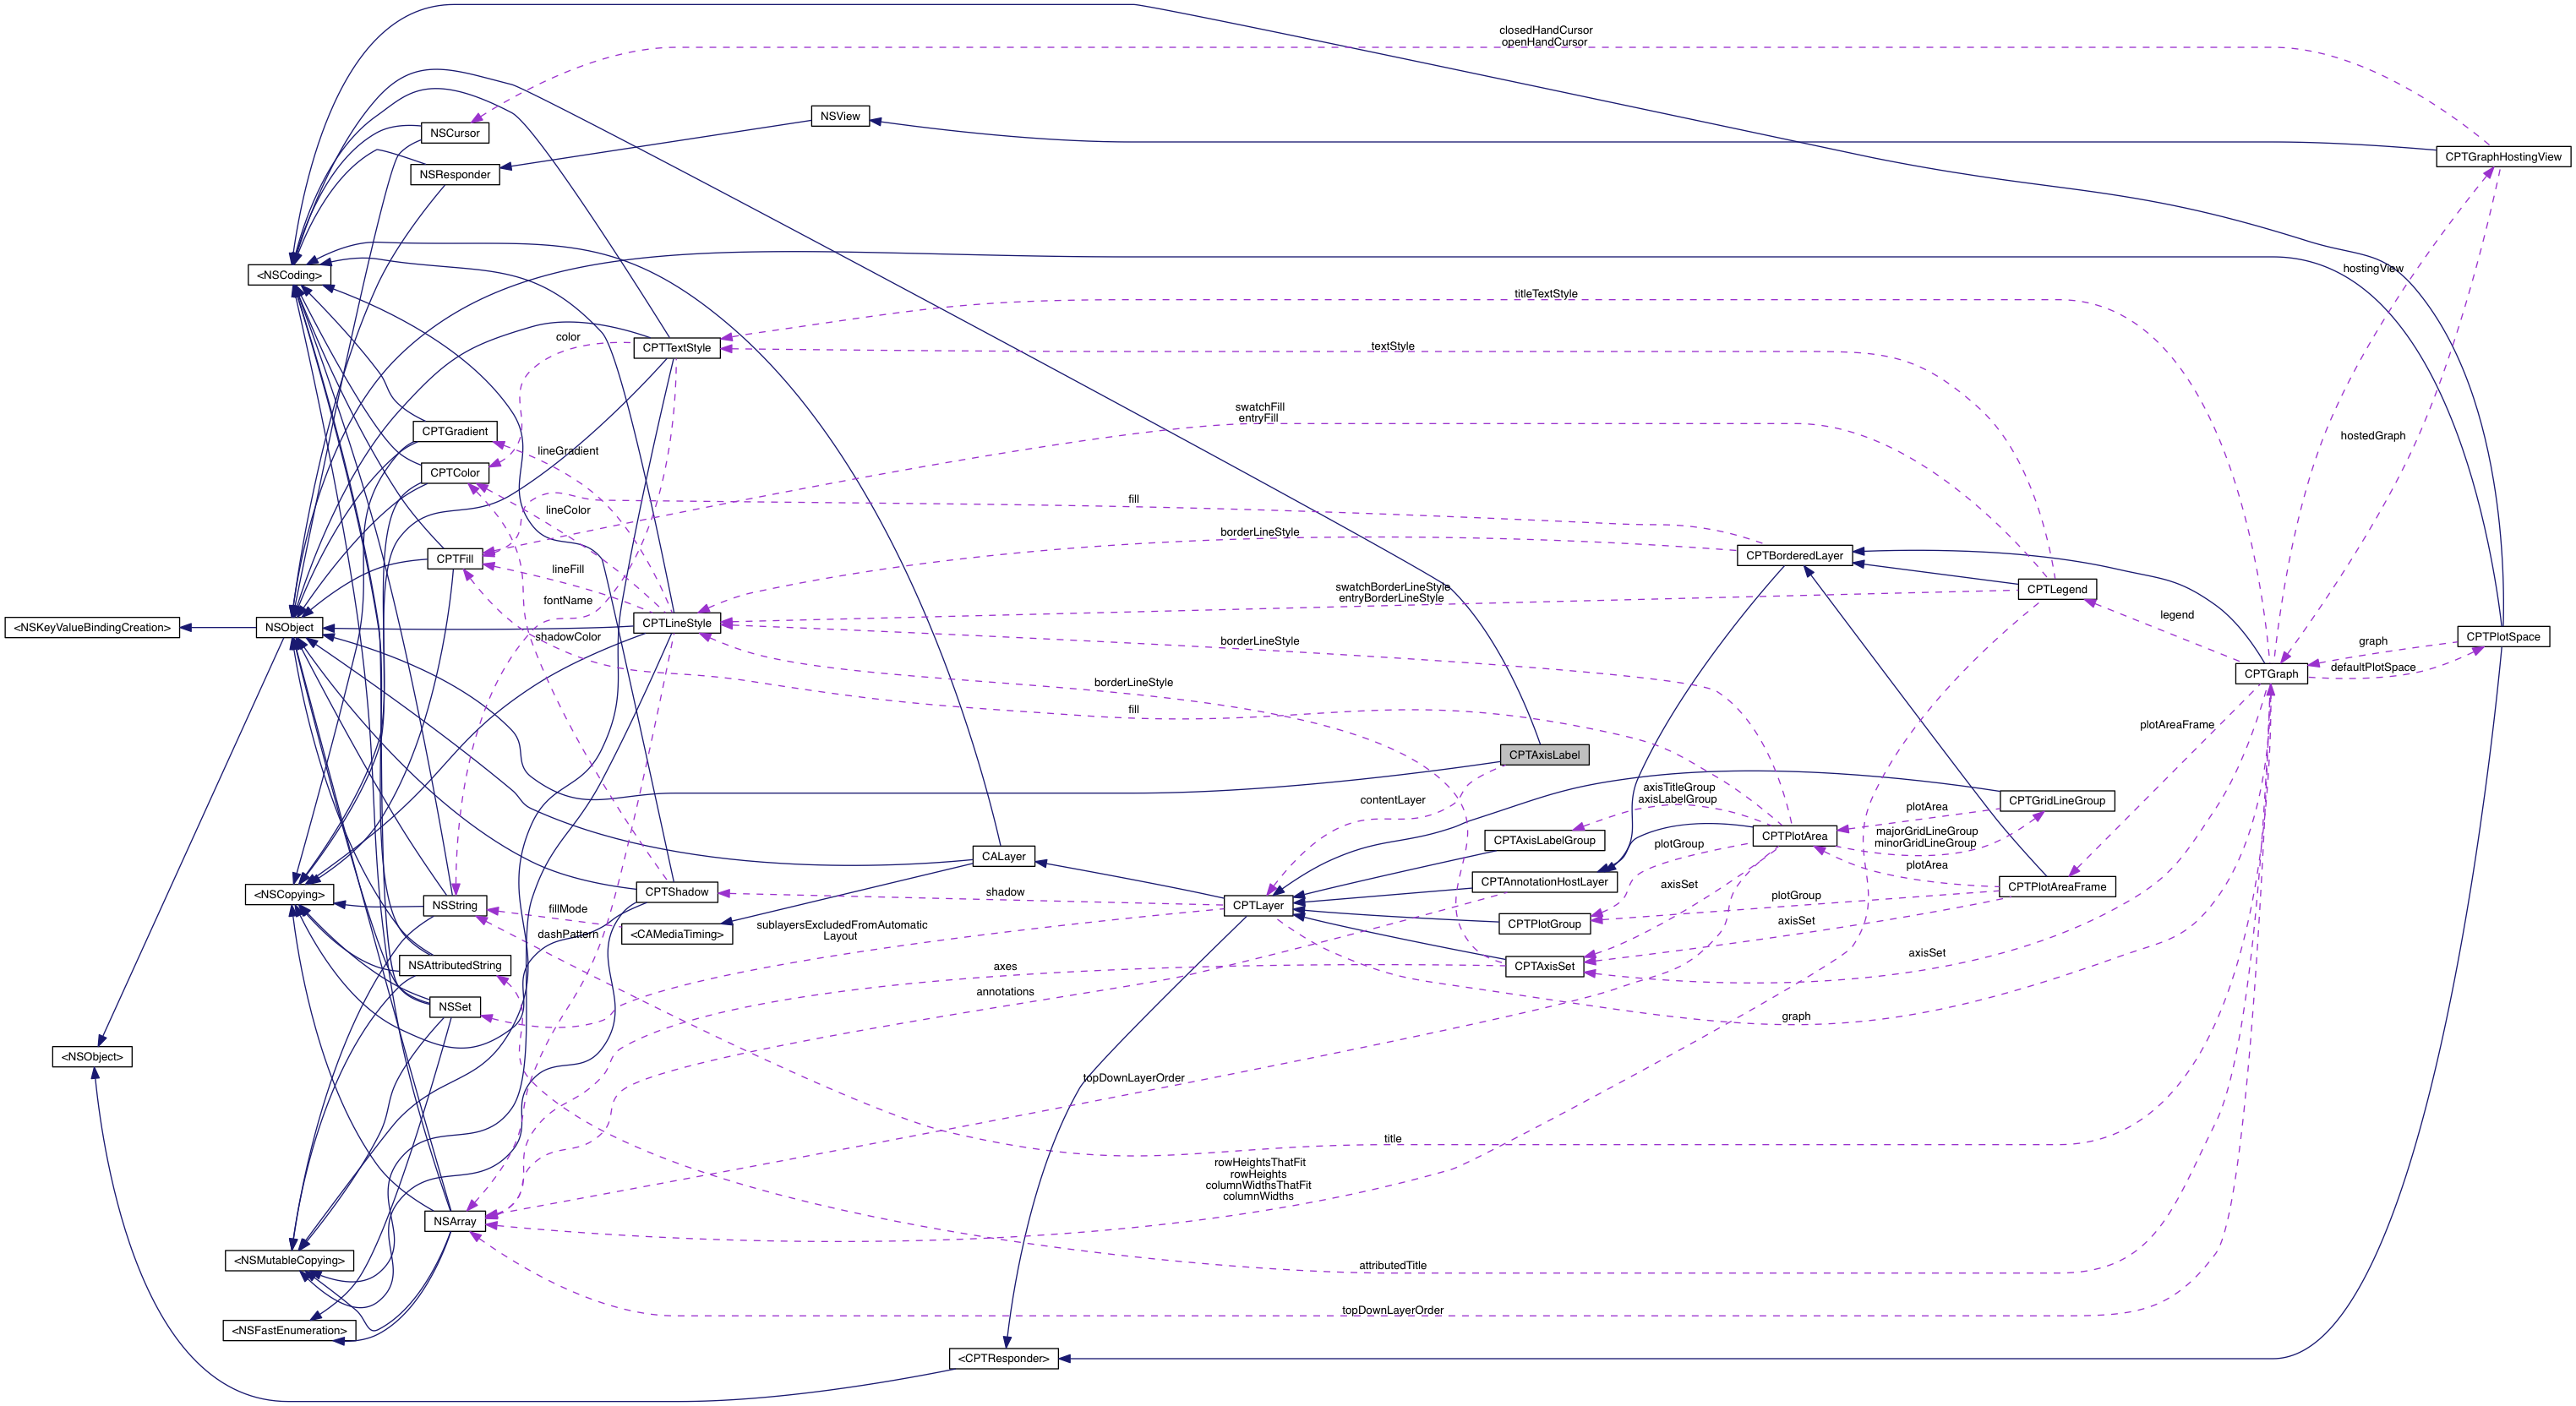 closedHandCursor
openHandCursor
NSView
NSCursor
CPTGraphHostingView
NSResponder
hostingView
<NSCoding>
titleTextStyle
color
CPTTextStyle
textStyle
swatchFill
entryFill
CPTGradient
hostedGraph
lineGradient
CPTColor
fill
lineColor
borderLineStyle
CPTFill
CPTBorderedLayer
lineFill
swatchBorderLineStyle
entryBorderLineStyle
CPTLegend
fontName
legend
<NSKeyValueBindingCreation>
NSObject
CPTLineStyle
shadowColor
borderLineStyle
graph
CPTPlotSpace
defaultPlotSpace
CPTGraph
borderLineStyle
fill
plotAreaFrame
CPTAxisLabel
contentLayer
axisTitleGroup
axisLabelGroup
plotArea
CPTGridLineGroup
CPTAxisLabelGroup
plotGroup
CPTPlotArea
majorGridLineGroup
minorGridLineGroup
CALayer
plotArea
<NSCopying>
CPTShadow
shadow
CPTAnnotationHostLayer
axisSet
CPTPlotAreaFrame
plotGroup
NSString
fillMode
CPTLayer
CPTPlotGroup
axisSet
dashPattern
<CAMediaTiming>
sublayersExcludedFromAutomatic
Layout
NSAttributedString
axes
CPTAxisSet
axisSet
annotations
NSSet
graph
<NSObject>
topDownLayerOrder
title
rowHeightsThatFit
rowHeights
columnWidthsThatFit
columnWidths
NSArray
<NSMutableCopying>
attributedTitle
topDownLayerOrder
<NSFastEnumeration>
<CPTResponder>